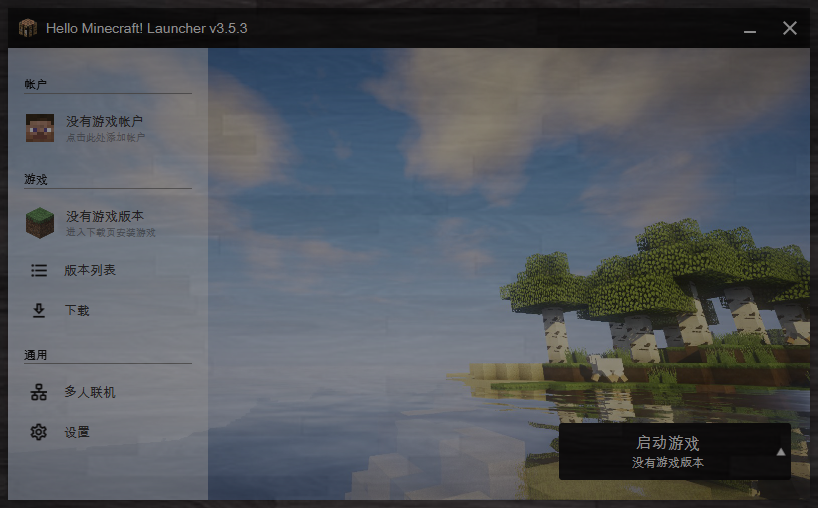 Hello Minecraft! Launcher v3.5.3
帐户
没有游戏帐户
点击此处添加帐户
游戏
没有游戏版本
进入下载页安装游戏
版本列表
下载
通用
多人联机
设置
启动游戏
没有游戏版本